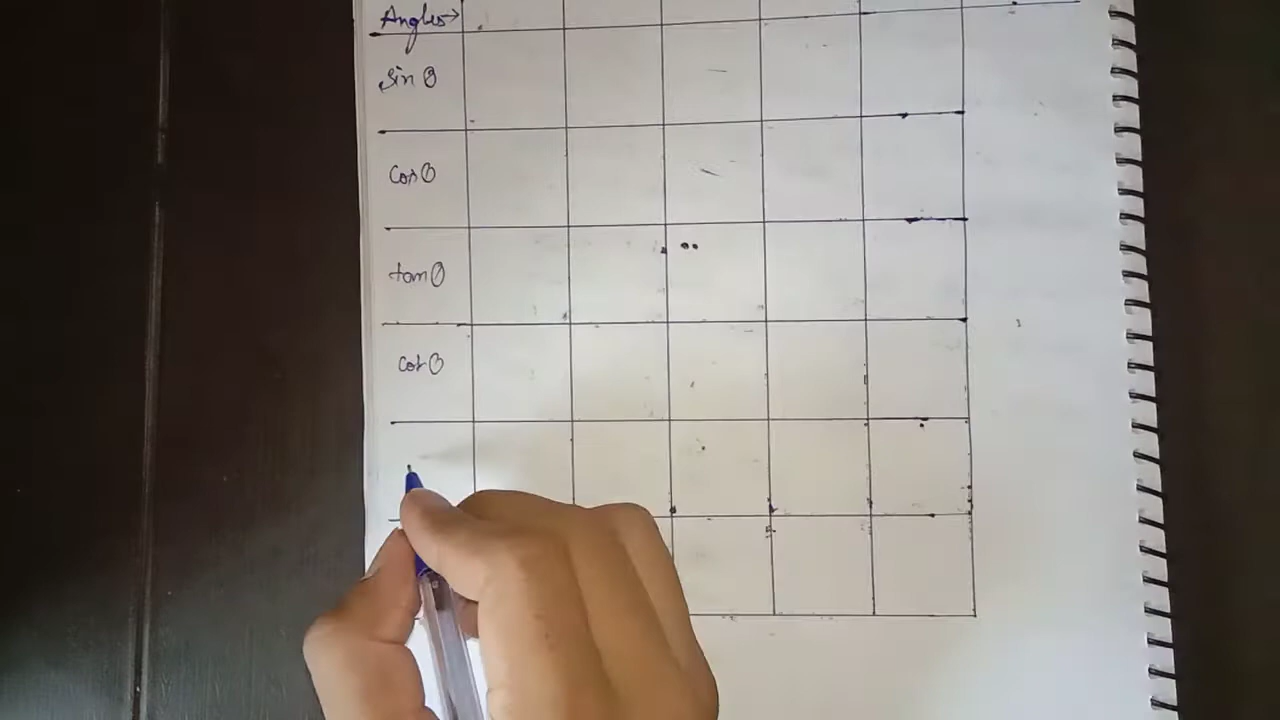 Angles→
Sin θ
Cos θ
tan θ
cot θ